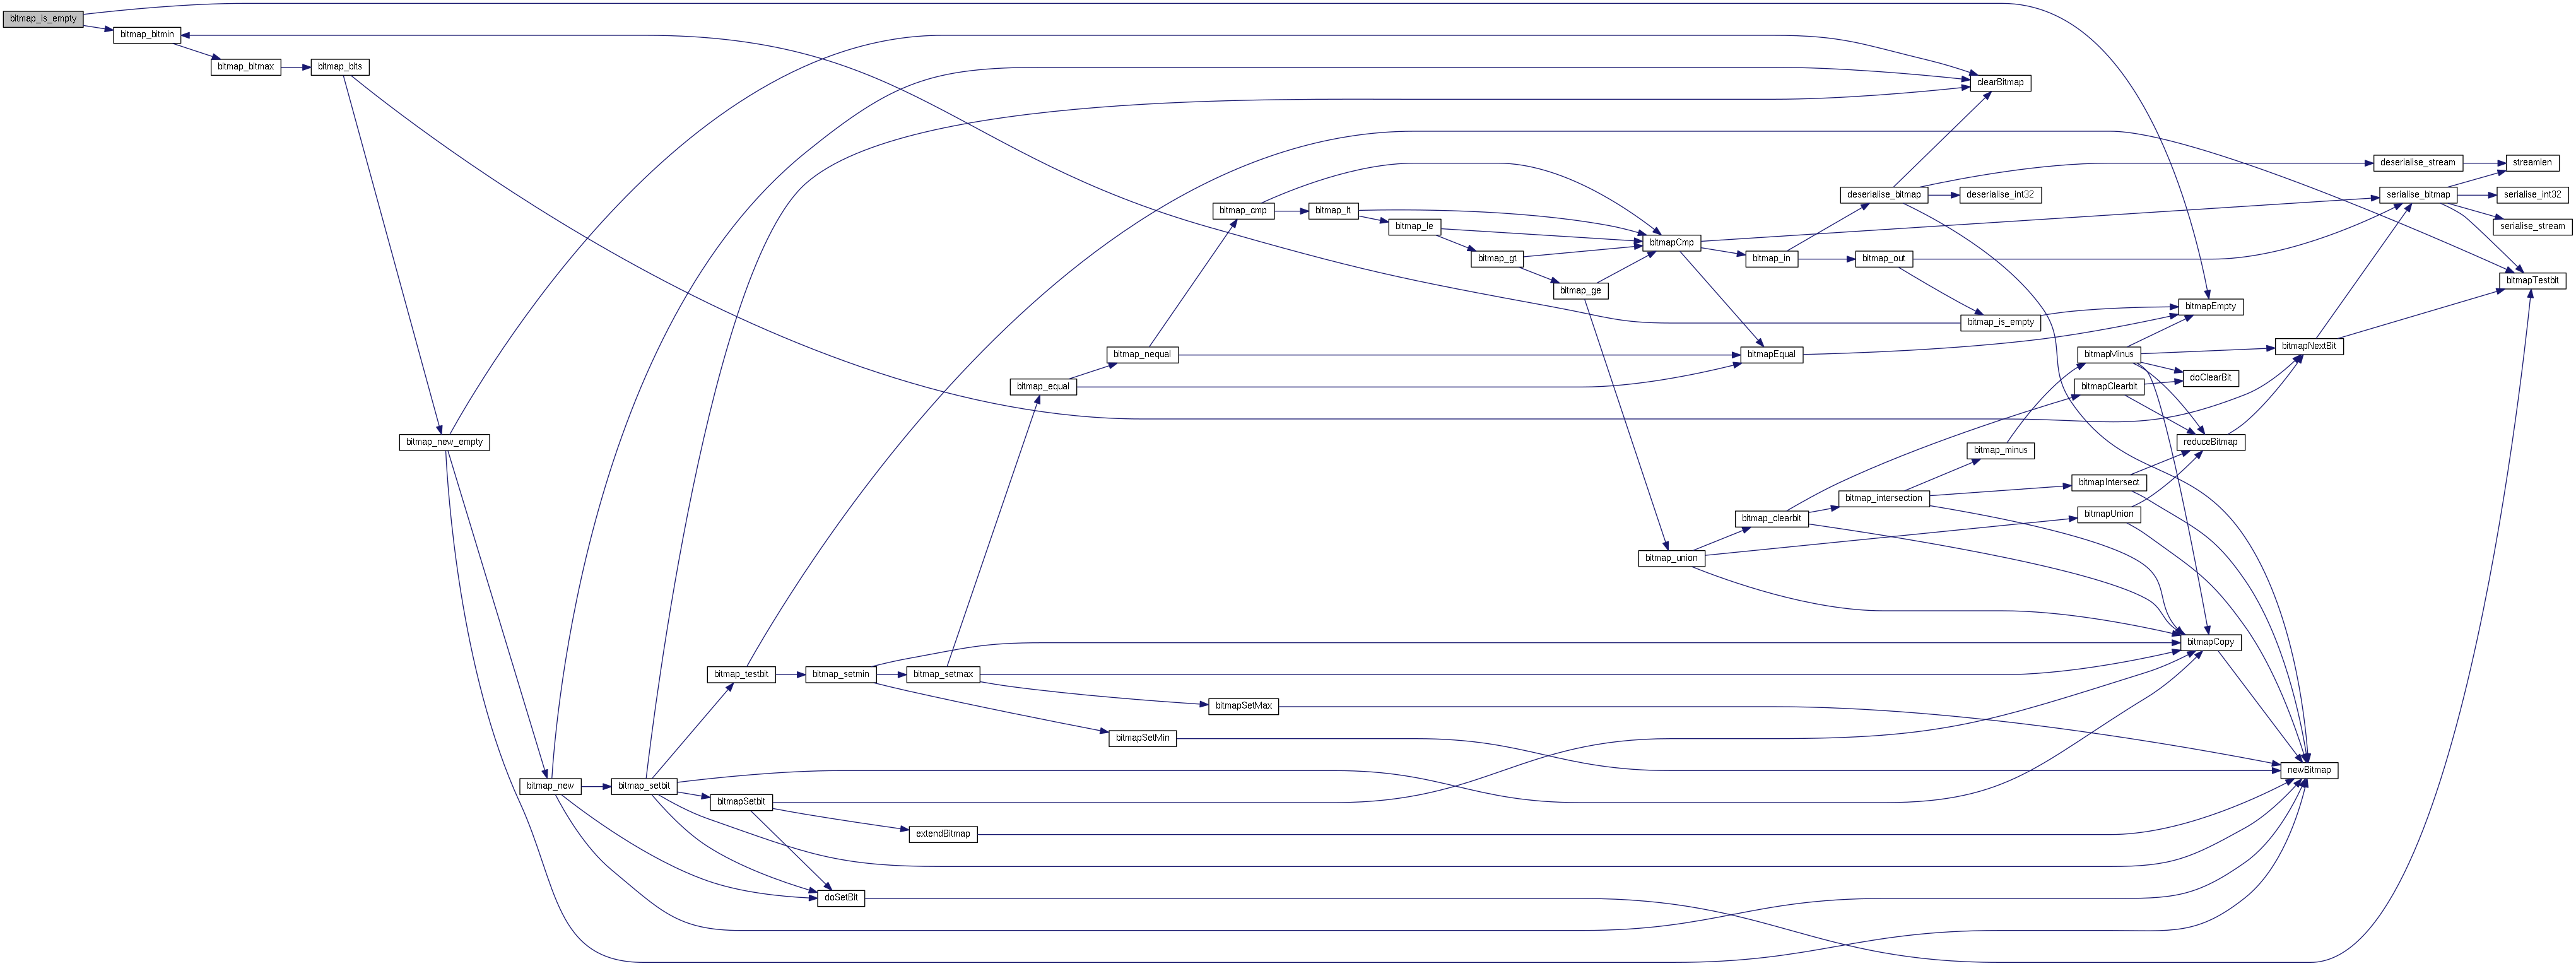 bitmap_is_empty
bitmap_bitmin
bitmap_bitmax
bitmap_bits
clearBitmap
deserialise_stream
streamlen
deserialise_bitmap
deserialise_int32
serialise_bitmap
serialise_int32
bitmap_cmp
bitmap_lt
bitmap_le
serialise_stream
bitmapCmp
bitmap_gt
bitmap_in
bitmap_out
bitmapTestbit
bitmap_ge
bitmapEmpty
bitmap_is_empty
bitmapNextBit
bitmap_nequal
bitmapEqual
bitmapMinus
doClearBit
bitmap_equal
bitmapClearbit
bitmap_new_empty
reduceBitmap
bitmap_minus
bitmapIntersect
bitmap_intersection
bitmapUnion
bitmap_clearbit
bitmap_union
bitmapCopy
bitmap_testbit
bitmap_setmin
bitmap_setmax
bitmapSetMax
bitmapSetMin
newBitmap
bitmap_new
bitmap_setbit
bitmapSetbit
extendBitmap
doSetBit